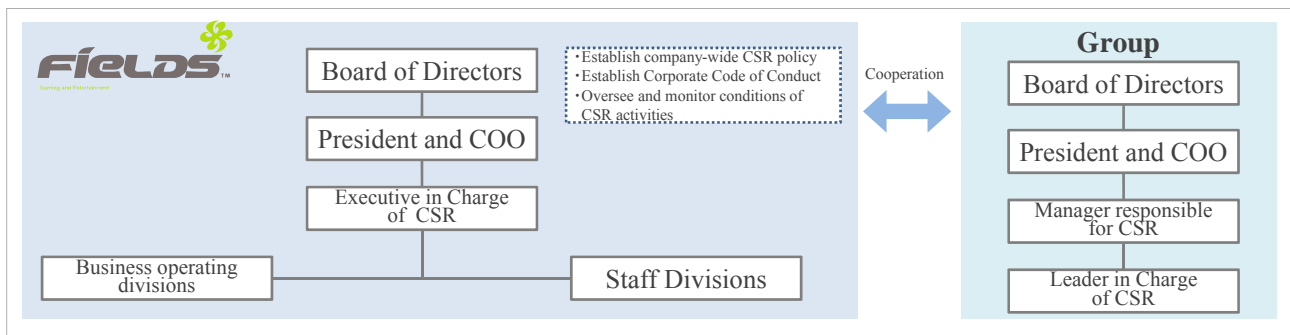 FIELDS™
Board of Directors
・Establish company-wide CSR policy
・Establish Corporate Code of Conduct
・Oversee and monitor conditions of
CSR activities
President and COO
Executive in Charge
of CSR
Business operating
divisions
Staff Divisions
Cooperation
Group
Board of Directors
President and COO
Manager responsible
for CSR
Leader in Charge
of CSR